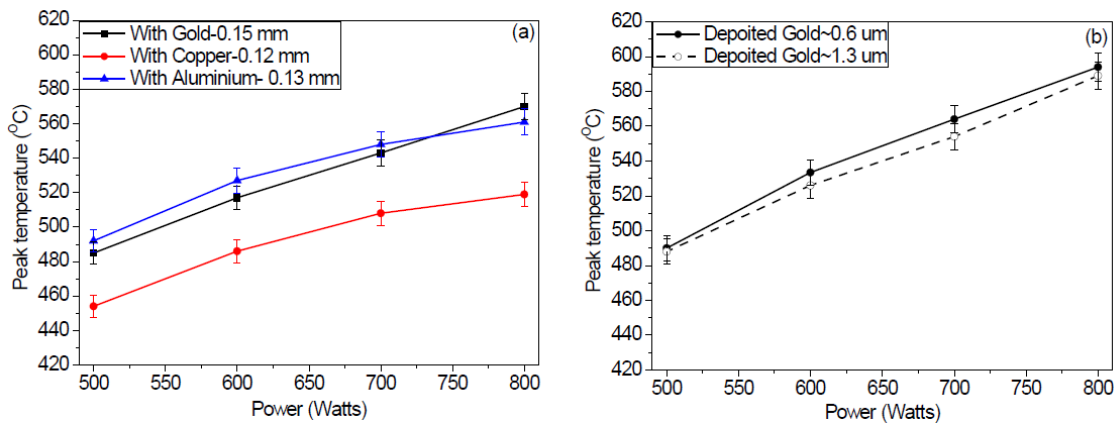 620
600
580
560
540
520
500
480
460
440
420
Peak temperature (°C)
With Gold-0.15 mm
With Copper-0.12 mm
With Aluminium- 0.13 mm
(a)
500 550 600 650 700 750 800
Power (Watts)
620
600
580
560
540
520
500
480
460
440
420
Peak temperature (°C)
Depoited Gold~0.6 um
Depoited Gold~1.3 um
(b)
500 550 600 650 700 750 800
Power (Watts)